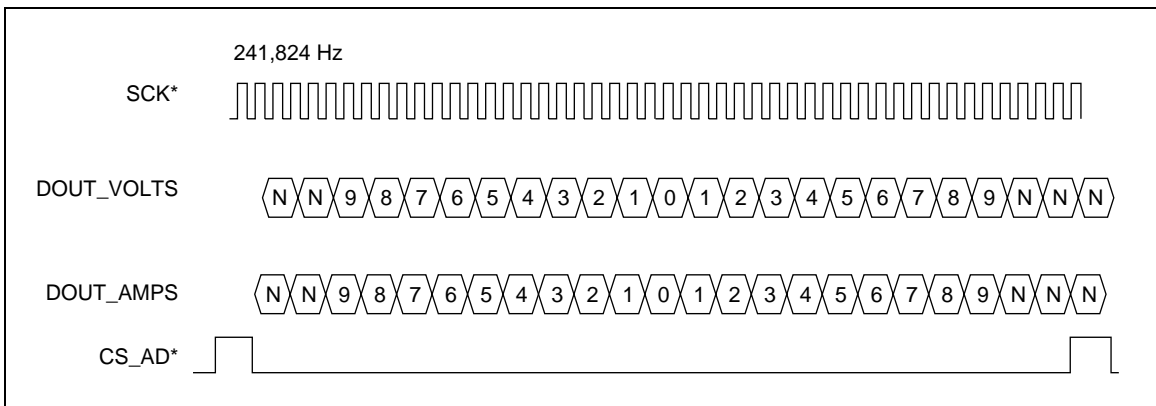 241,824 Hz
SCK*
DOUT_VOLTS N N 9 8 7 6 5 4 3 2 1 0 1 2 3 4 5 6 7 8 9 N N N
DOUT_AMPS N N 9 8 7 6 5 4 3 2 1 0 1 2 3 4 5 6 7 8 9 N N N
CS_AD*